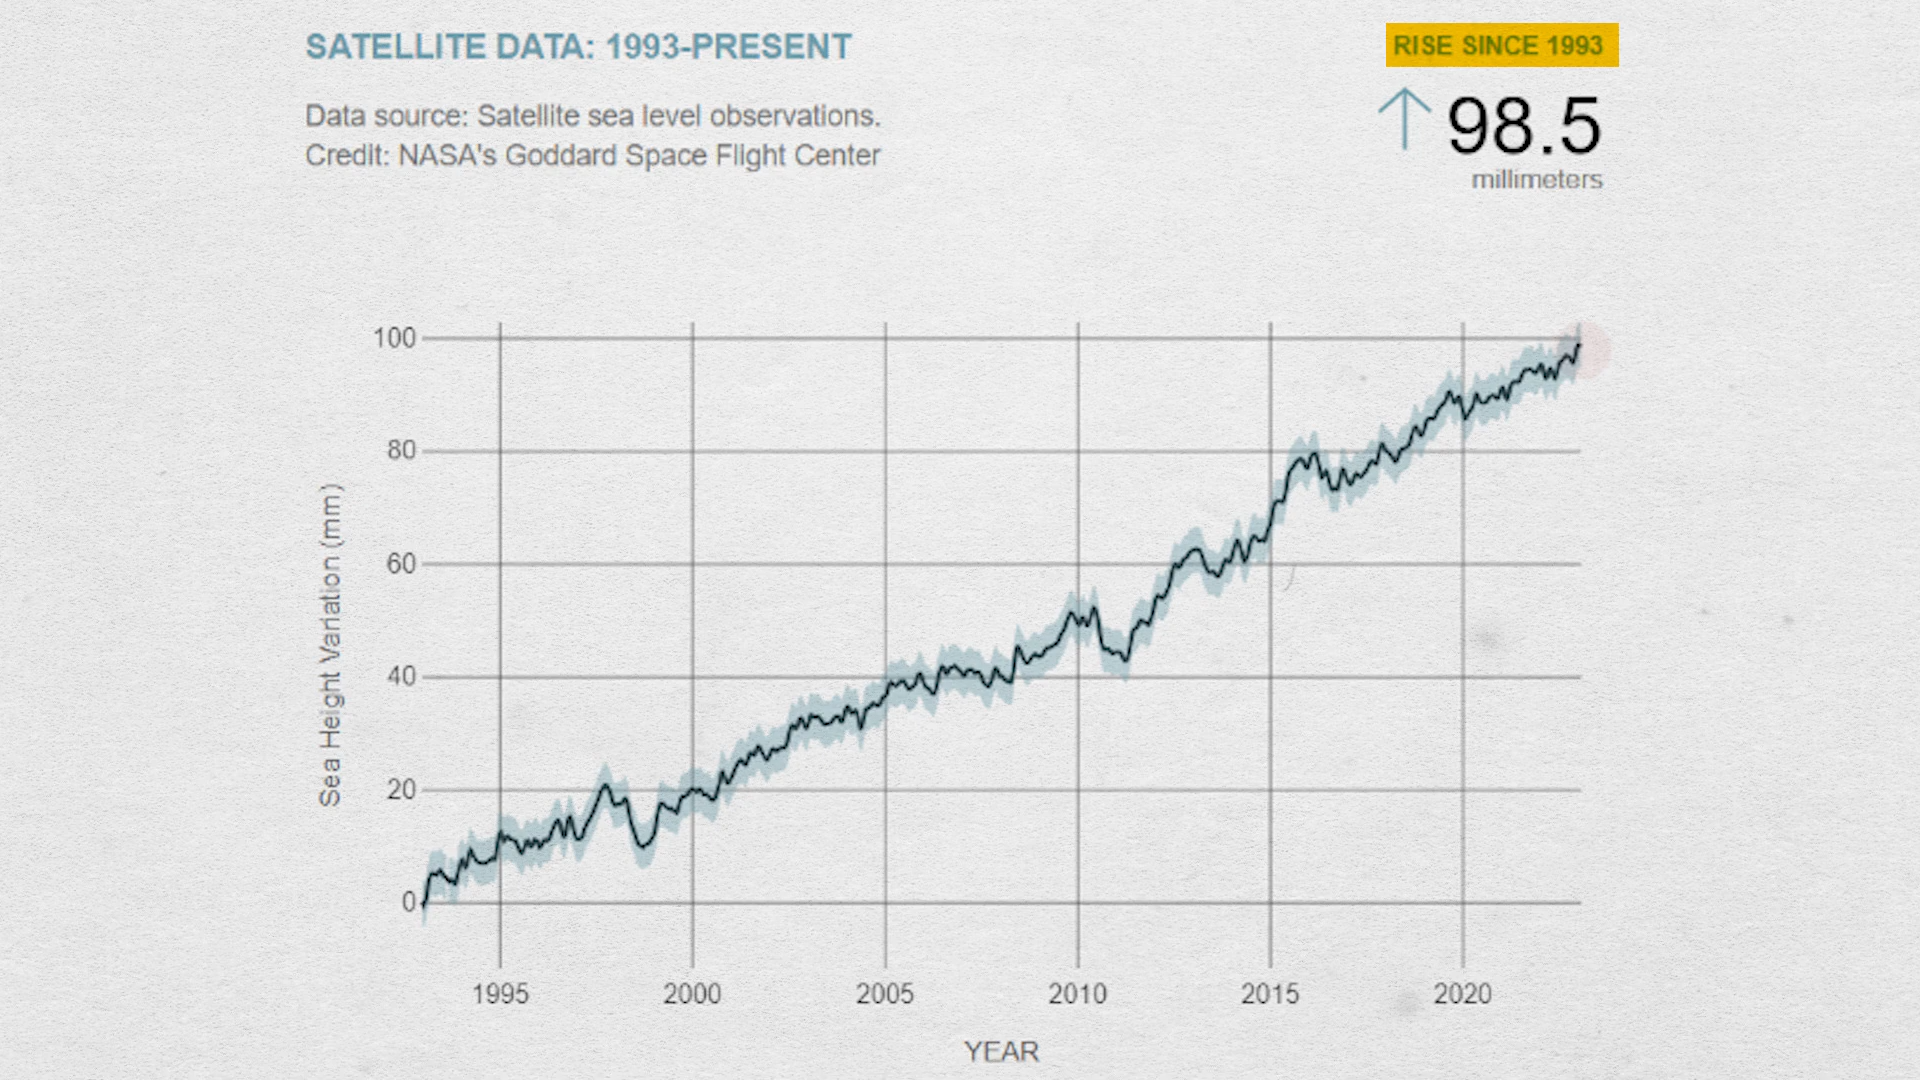 SATELLITE DATA: 1993-PRESENT
RISE SINCE 1993
Data source: Satellite sea level observations.
Credit: NASA's Goddard Space Flight Center
98.5
millimeters
Sea Height Variation (mm)
100
80
60
40
20
0
1995 2000 2005 2010 2015 2020
YEAR